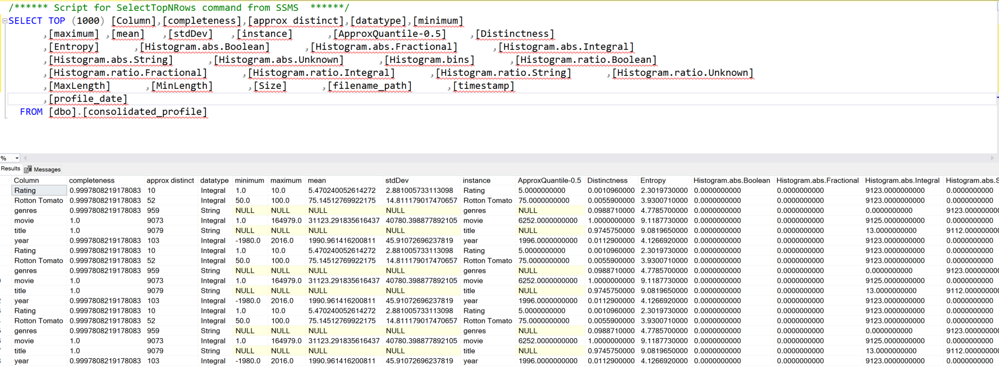 /****** Script for SelectTopNRows command from SSMS  ******/
SELECT TOP (1000) [Column],[completeness],[approx distinct],[datatype],[minimum]
,[maximum] ,[mean] ,[stdDev] ,[instance] ,[ApproxQuantile-0.5] ,[Distinctness]
,[Entropy] ,[Histogram.abs.Boolean] ,[Histogram.abs.Fractional] ,[Histogram.abs.Integral]
,[Histogram.abs.String] ,[Histogram.abs.Unknown] ,[Histogram.bins] ,[Histogram.ratio.Boolean]
,[Histogram.ratio.Fractional] ,[Histogram.ratio.Integral] ,[Histogram.ratio.String] ,[Histogram.ratio.Unknown]
,[MaxLength] ,[MinLength] ,[Size] ,[filename_path] ,[timestamp]
,[profile_date]
FROM [dbo].[consolidated_profile]
%
Results Messages
Column completeness approx distinct datatype minimum maximum mean stdDev instance ApproxQuantile-0.5 Distinctness Entropy Histogram.abs.Boolean Histogram.abs.Fractional Histogram.abs.Integral Histogram.abs.S
Rating 0.9997808219178083 10 Integral 1.0 10.0 5.470240052614272 2.881005733113098 Rating 5.0000000000 0.0010960000 2.3019730000 0.0000000000 0.0000000000 9123.0000000000 0.0000000000
Rotton Tomato 0.9997808219178083 52 Integral 50.0 100.0 75.14512769922175 14.811179017470657 Rotton Tomato 75.0000000000 0.0055900000 3.9300710000 0.0000000000 0.0000000000 9123.0000000000 0.0000000000
genres 0.9997808219178083 959 String NULL NULL NULL NULL genres NULL 0.0988710000 4.7785700000 0.0000000000 0.0000000000 0.0000000000 9123.000000000
movie 1.0 9073 Integral 1.0 164979.0 31123.291835616437 40780.398877892105 movie 6252.0000000000 1.0000000000 9.1187730000 0.0000000000 0.0000000000 9125.0000000000 0.0000000000
title 1.0 9079 String NULL NULL NULL NULL title NULL 0.9745750000 9.0819650000 0.0000000000 0.0000000000 13.0000000000 9112.000000000
year 0.9997808219178083 103 Integral -1980.0 2016.0 1990.961416200811 45.91072696237819 year 1996.0000000000 0.0112900000 4.1266920000 0.0000000000 0.0000000000 9123.0000000000 0.0000000000
Rating 0.9997808219178083 10 Integral 1.0 10.0 5.470240052614272 2.881005733113098 Rating 5.0000000000 0.0010960000 2.3019730000 0.0000000000 0.0000000000 9123.0000000000 0.0000000000
Rotton Tomato 0.9997808219178083 52 Integral 50.0 100.0 75.14512769922175 14.811179017470657 Rotton Tomato 75.0000000000 0.0055900000 3.9300710000 0.0000000000 0.0000000000 9123.0000000000 0.0000000000
genres 0.9997808219178083 959 String NULL NULL NULL NULL genres NULL 0.0988710000 4.7785700000 0.0000000000 0.0000000000 0.0000000000 9123.000000000
movie 1.0 9073 Integral 1.0 164979.0 31123.291835616437 40780.398877892105 movie 6252.0000000000 1.0000000000 9.1187730000 0.0000000000 0.0000000000 9125.0000000000 0.0000000000
title 1.0 9079 String NULL NULL NULL NULL title NULL 0.9745750000 9.0819650000 0.0000000000 0.0000000000 13.0000000000 9112.000000000
year 0.9997808219178083 103 Integral -1980.0 2016.0 1990.961416200811 45.91072696237819 year 1996.0000000000 0.0112900000 4.1266920000 0.0000000000 0.0000000000 9123.0000000000 0.0000000000
Rating 0.9997808219178083 10 Integral 1.0 10.0 5.470240052614272 2.881005733113098 Rating 5.0000000000 0.0010960000 2.3019730000 0.0000000000 0.0000000000 9123.0000000000 0.0000000000
Rotton Tomato 0.9997808219178083 52 Integral 50.0 100.0 75.14512769922175 14.811179017470657 Rotton Tomato 75.0000000000 0.0055900000 3.9300710000 0.0000000000 0.0000000000 9123.0000000000 0.0000000000
genres 0.9997808219178083 959 String NULL NULL NULL NULL genres NULL 0.0988710000 4.7785700000 0.0000000000 0.0000000000 0.0000000000 9123.000000000
movie 1.0 9073 Integral 1.0 164979.0 31123.291835616437 40780.398877892105 movie 6252.0000000000 1.0000000000 9.1187730000 0.0000000000 0.0000000000 9125.0000000000 0.0000000000
title 1.0 9079 String NULL NULL NULL NULL title NULL 0.9745750000 9.0819650000 0.0000000000 0.0000000000 13.0000000000 9112.000000000
year 0.9997808219178083 103 Integral -1980.0 2016.0 1990.961416200811 45.91072696237819 year 1996.0000000000 0.0112900000 4.1266920000 0.0000000000 0.0000000000 9123.0000000000 0.0000000000